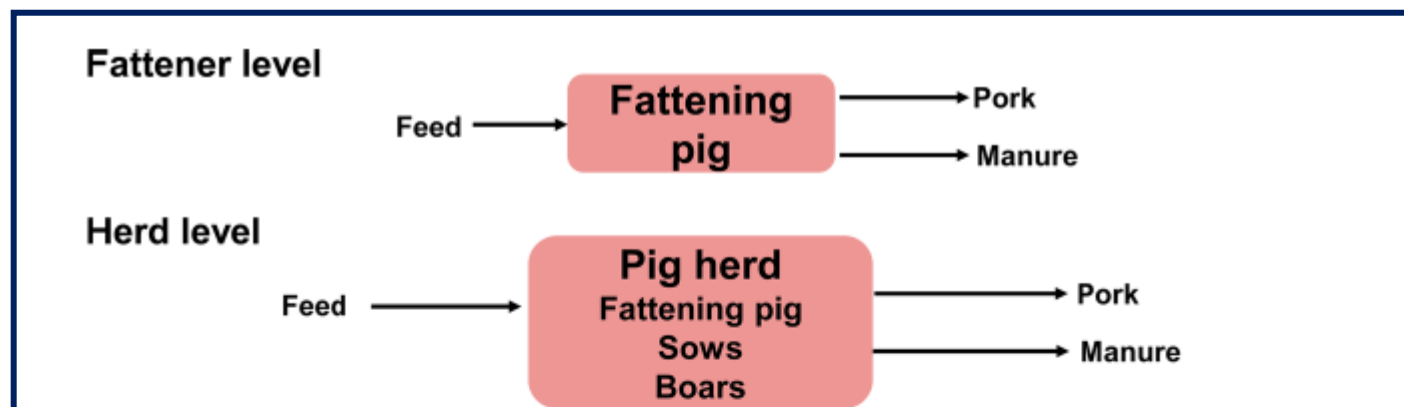 Fattener level
Feed
Fattening
pig
Pork
Manure
Herd level
Feed
Pig herd
Fattening pig
Sows
Boars
Pork
Manure